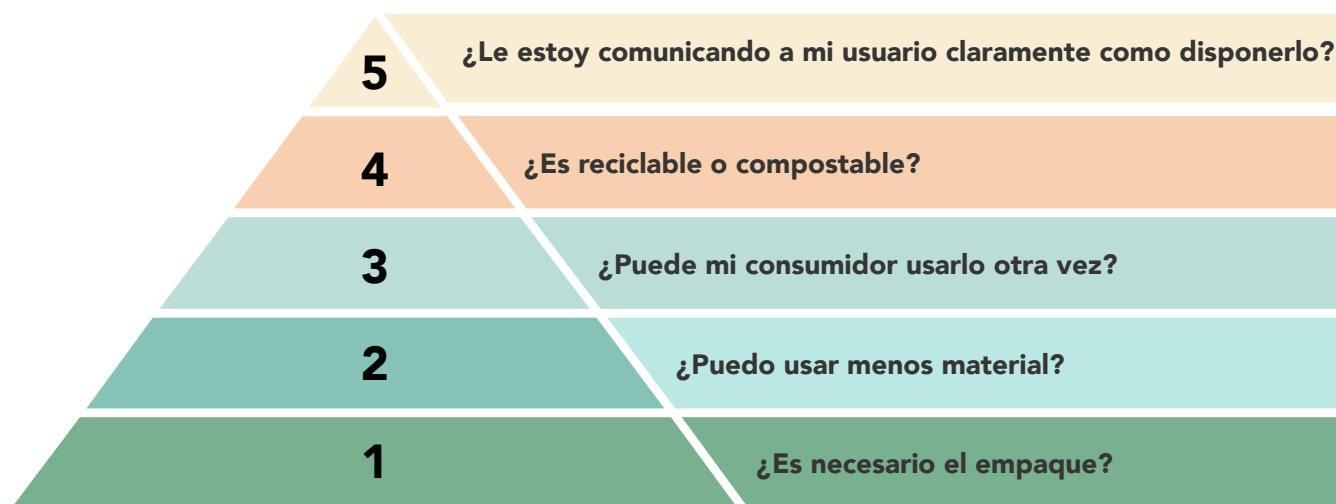 5
¿Le estoy comunicando a mi usuario claramente como disponerlo?
4
¿Es reciclable o compostable?
3
¿Puede mi consumidor usarlo otra vez?
2
¿Puedo usar menos material?
1
¿Es necesario el empaque?